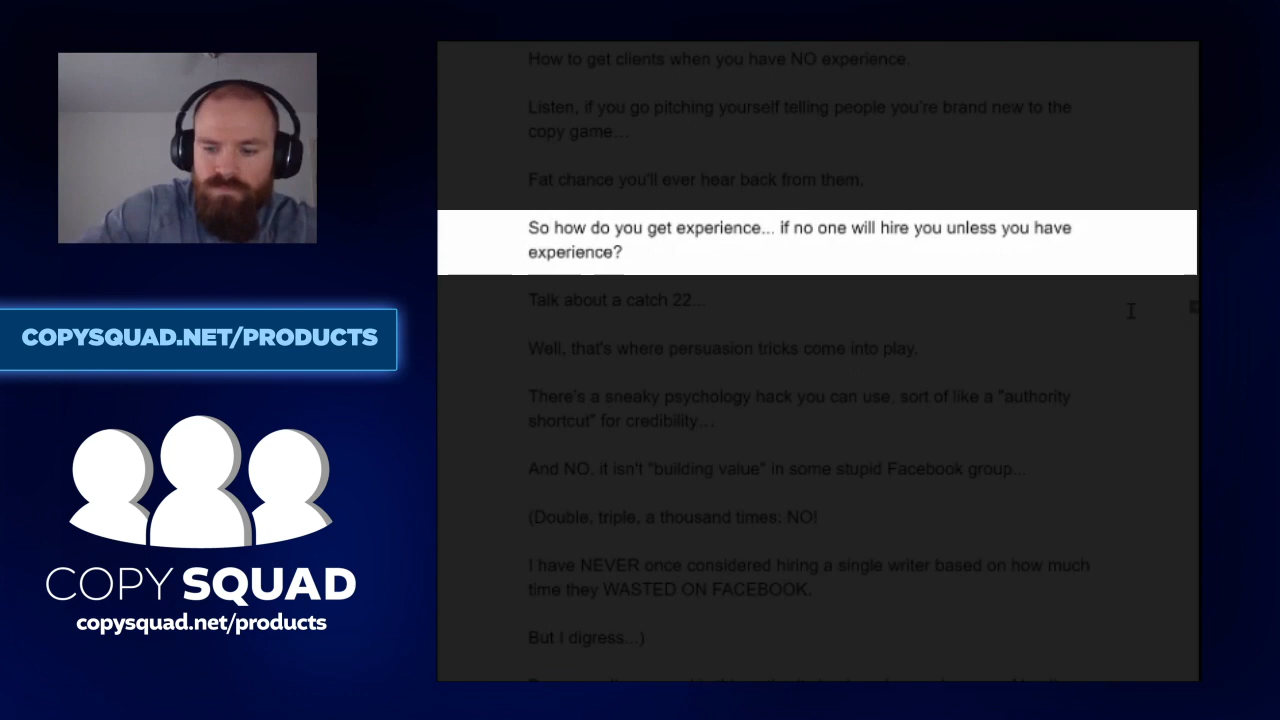 How to get clients when you have NO experience.
Listen, if you go pitching yourself telling people you're brand new to the
copy game...
Fat chance you'll ever hear back from them.
So how do you get experience... if no one will hire you unless you have
experience?
Talk about a catch 22...
Well, that's where persuasion tricks come into play.
There's a sneaky psychology hack you can use, sort of like a "authority
shortcut" for credibility...
And NO, it isn't "building value" in some stupid Facebook group...
(Double, triple, a thousand times: NO!
I have NEVER once considered hiring a single writer based on how much
time they WASTED ON FACEBOOK.
But I digress...)
COPYSQUAD.NET/PRODUCTS
COPY SQUAD
copysquad.net/products